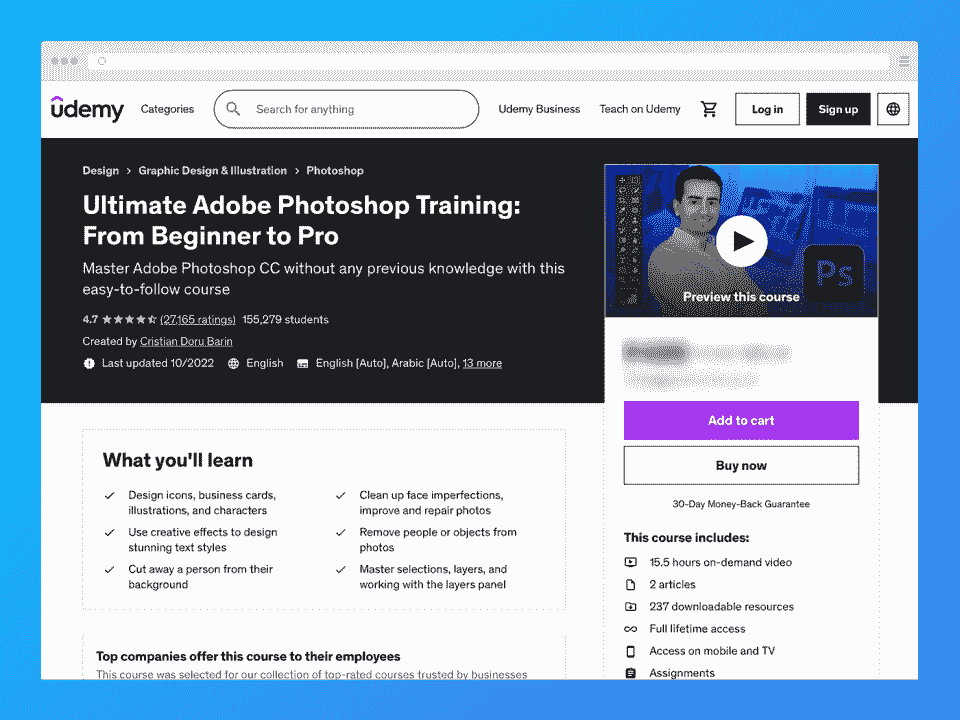 udemy
Categories
Search for anything
Udemy Business
Teach on Udemy
Log in
Sign up
Design > Graphic Design & Illustration > Photoshop
Ultimate Adobe Photoshop Training:
From Beginner to Pro
Master Adobe Photoshop CC without any previous knowledge with this
easy-to-follow course
4.7 (27,165 ratings) 155,279 students
Created by Cristian Doru Barin
Last updated 10/2022 English English [Auto], Arabic [Auto], 13 more
Ps
Preview this course
Add to cart
Buy now
30-Day Money-Back Guarantee
This course includes:
15.5 hours on-demand video
2 articles
237 downloadable resources
Full lifetime access
Access on mobile and TV
Assignments
What you'll learn
Design icons, business cards,
illustrations, and characters
Use creative effects to design
stunning text styles
Cut away a person from their
background
Clean up face imperfections,
improve and repair photos
Remove people or objects from
photos
Master selections, layers, and
working with the layers panel
Top companies offer this course to their employees
This course was selected for our collection of top-rated courses trusted by businesses